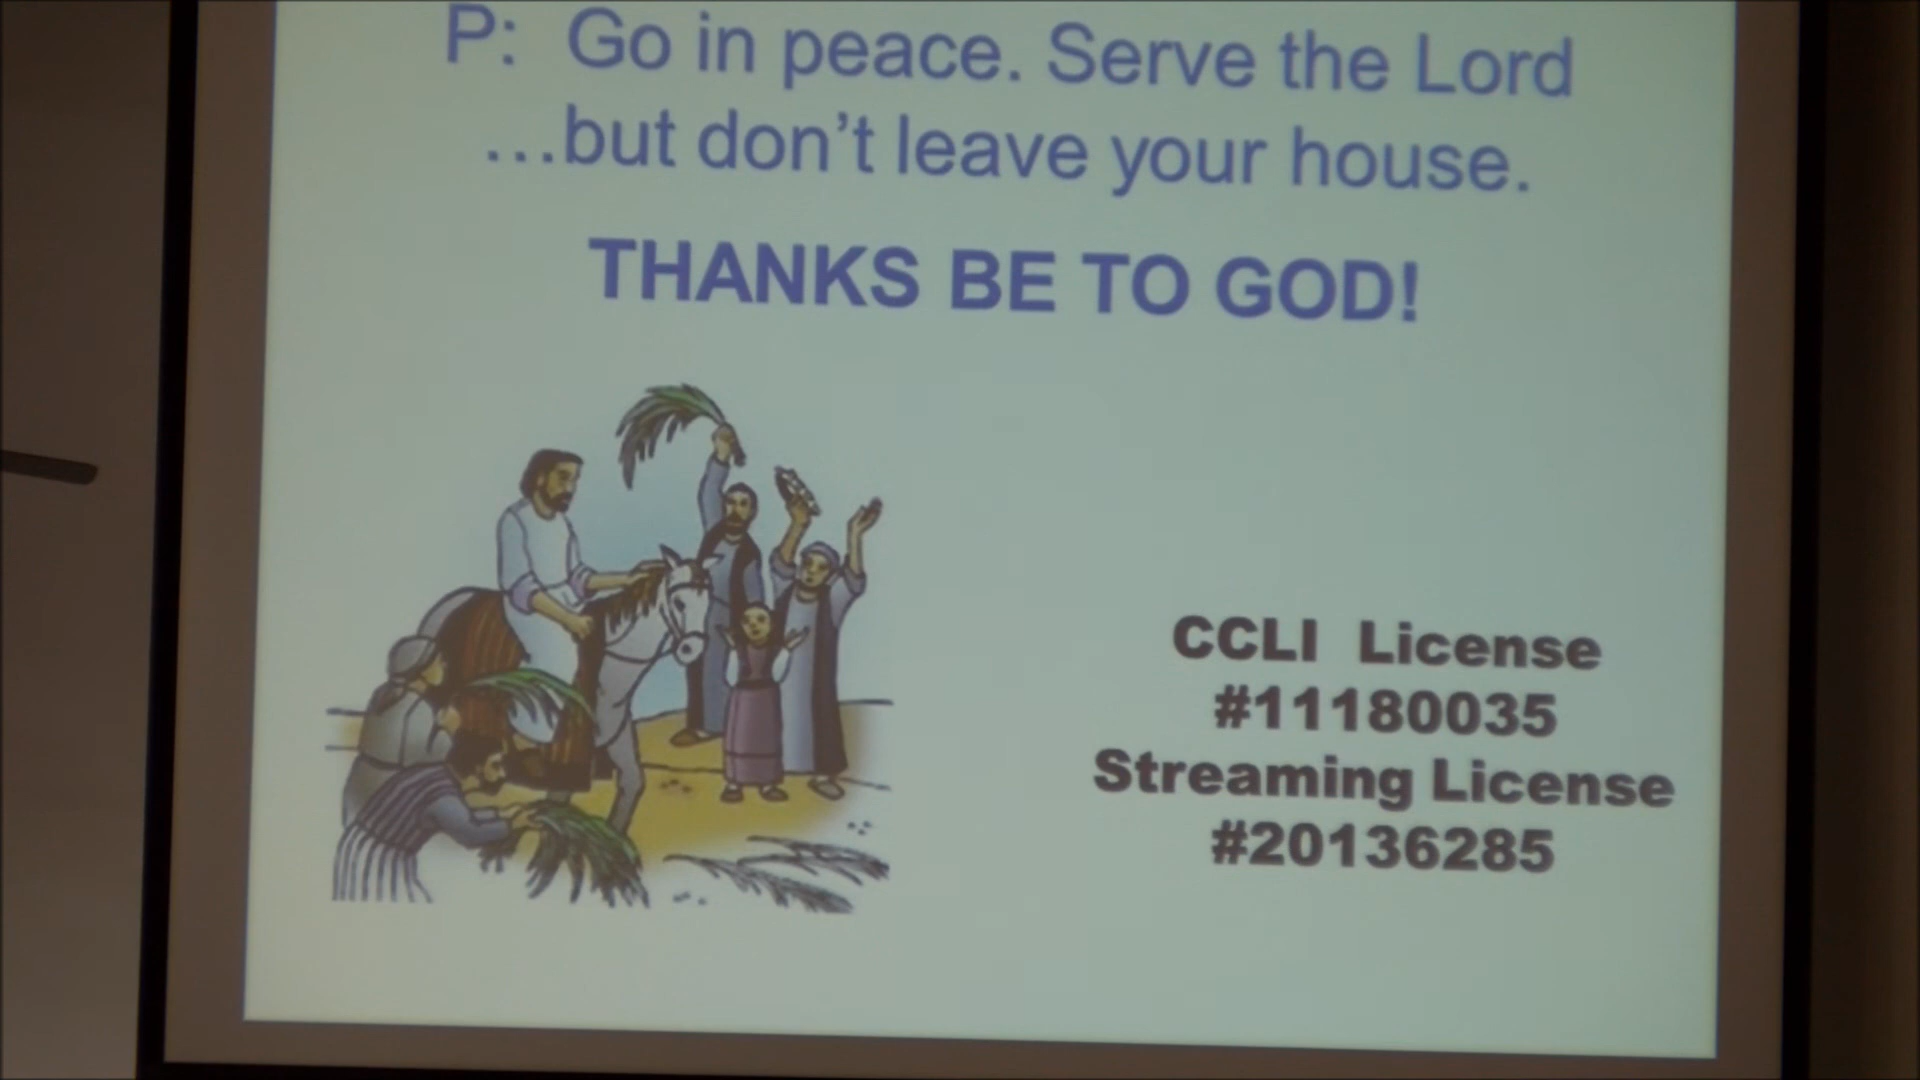 P: Go in peace. Serve the Lord
...but don't leave your house.
THANKS BE TO GOD!
CCLI License
#11180035
Streaming License
#20136285